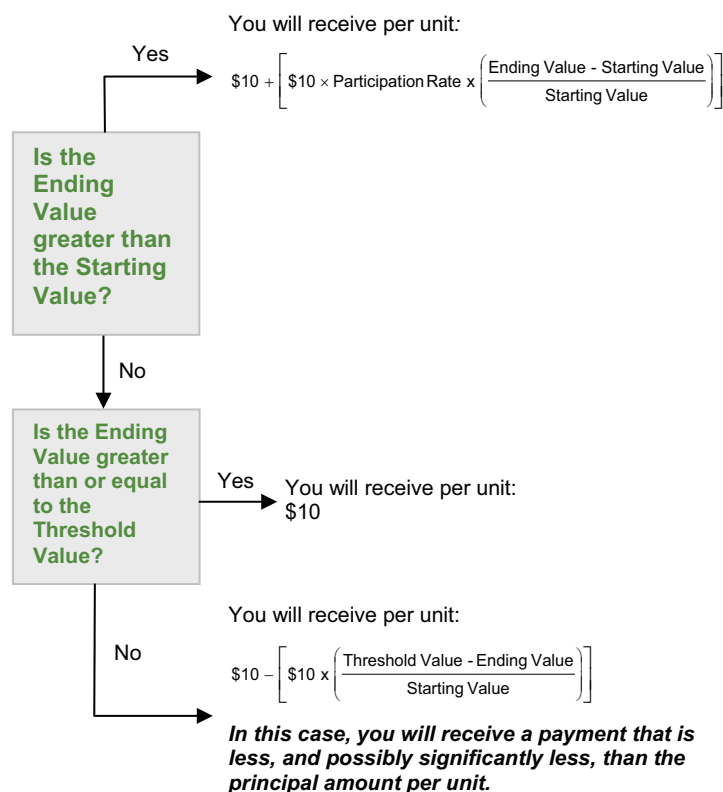 You will receive per unit:
Yes
$10 + [ $10 × Participation Rate x ( Ending Value - Starting Value / Starting Value ) ]
Is the
Ending
Value
greater than
the Starting
Value?
No
Is the Ending
Value greater
than or equal
to the
Threshold
Value?
Yes
You will receive per unit:
$10
You will receive per unit:
No
$10 − [ $10 x ( Threshold Value - Ending Value / Starting Value ) ]
In this case, you will receive a payment that is
less, and possibly significantly less, than the
principal amount per unit.